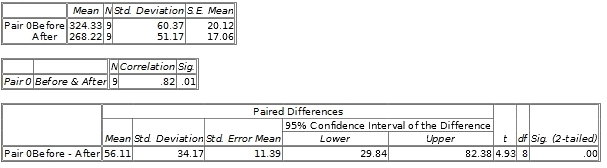 Mean N Std. Deviation S.E. Mean
Pair 0 Before 324.33 9 60.37 20.12
After 268.22 9 51.17 17.06
N Correlation Sig.
Pair 0 Before & After 9 .82 .01
Paired Differences
95% Confidence Interval of the Difference
Mean Std. Deviation Std. Error Mean Lower Upper t df Sig. (2-tailed)
Pair 0 Before - After 56.11 34.17 11.39 29.84 82.38 4.93 8 .00